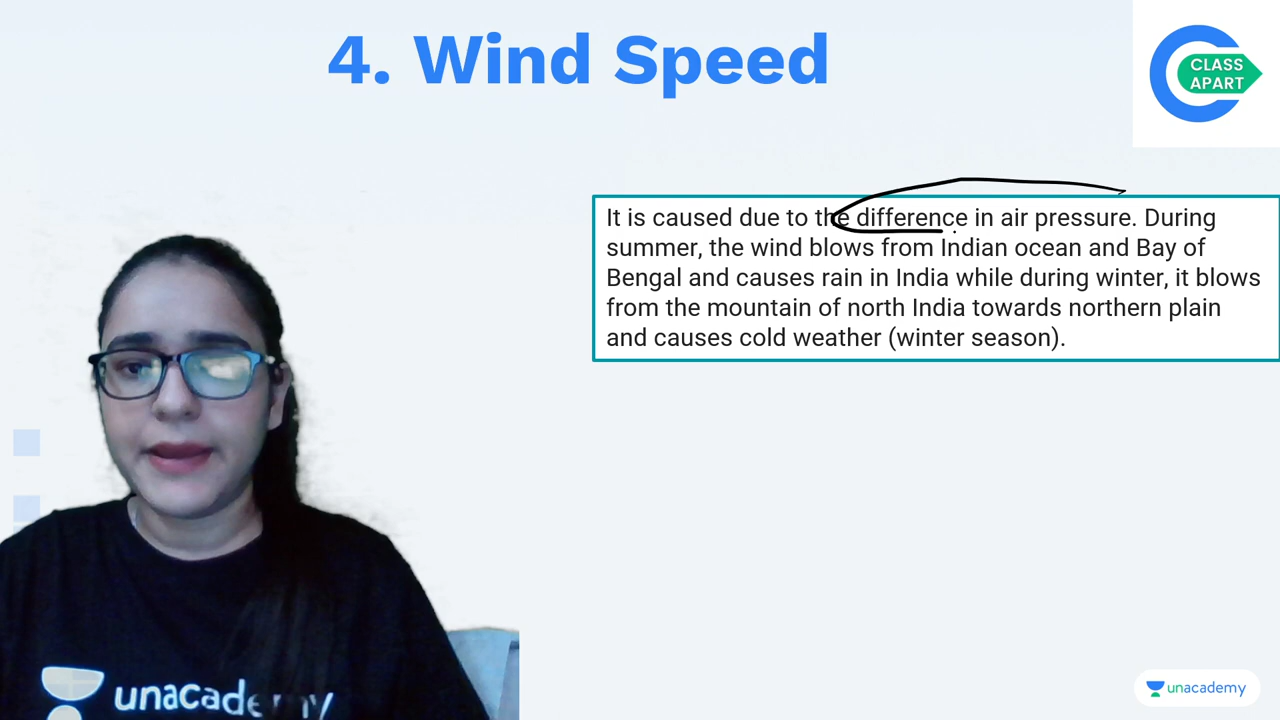 4. Wind Speed
CLASS
APART
It is caused due to the difference in air pressure. During
summer, the wind blows from Indian ocean and Bay of
Bengal and causes rain in India while during winter, it blows
from the mountain of north India towards northern plain
and causes cold weather (winter season).
unacademy
unacademy